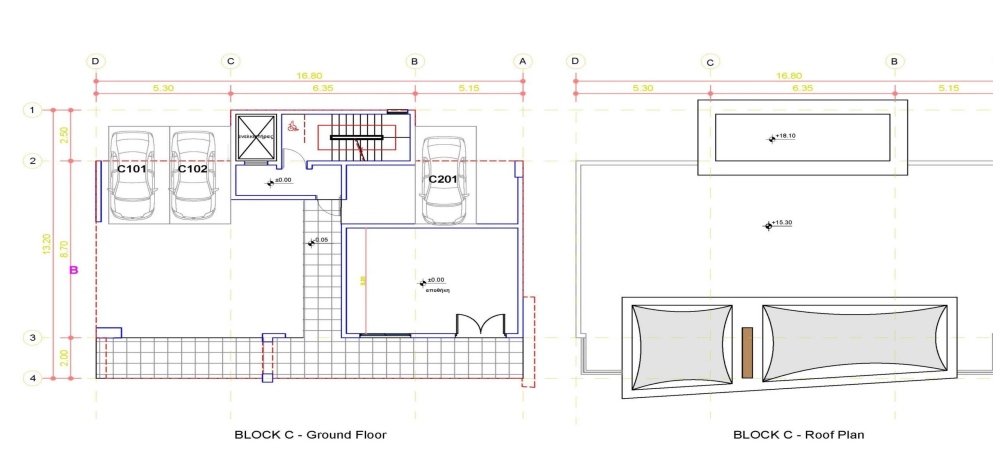 D C B A D C B
16.80 16.80
5.30 6.35 5.15 5.30 6.35 5.15
1
2.50
+18.10
C101 C102 C201
2
±0.00
+15.30
13.20 8.70
-0.05
B
±0.00
αποθήκη
3
2.00
4
BLOCK C - Ground Floor BLOCK C - Roof Plan